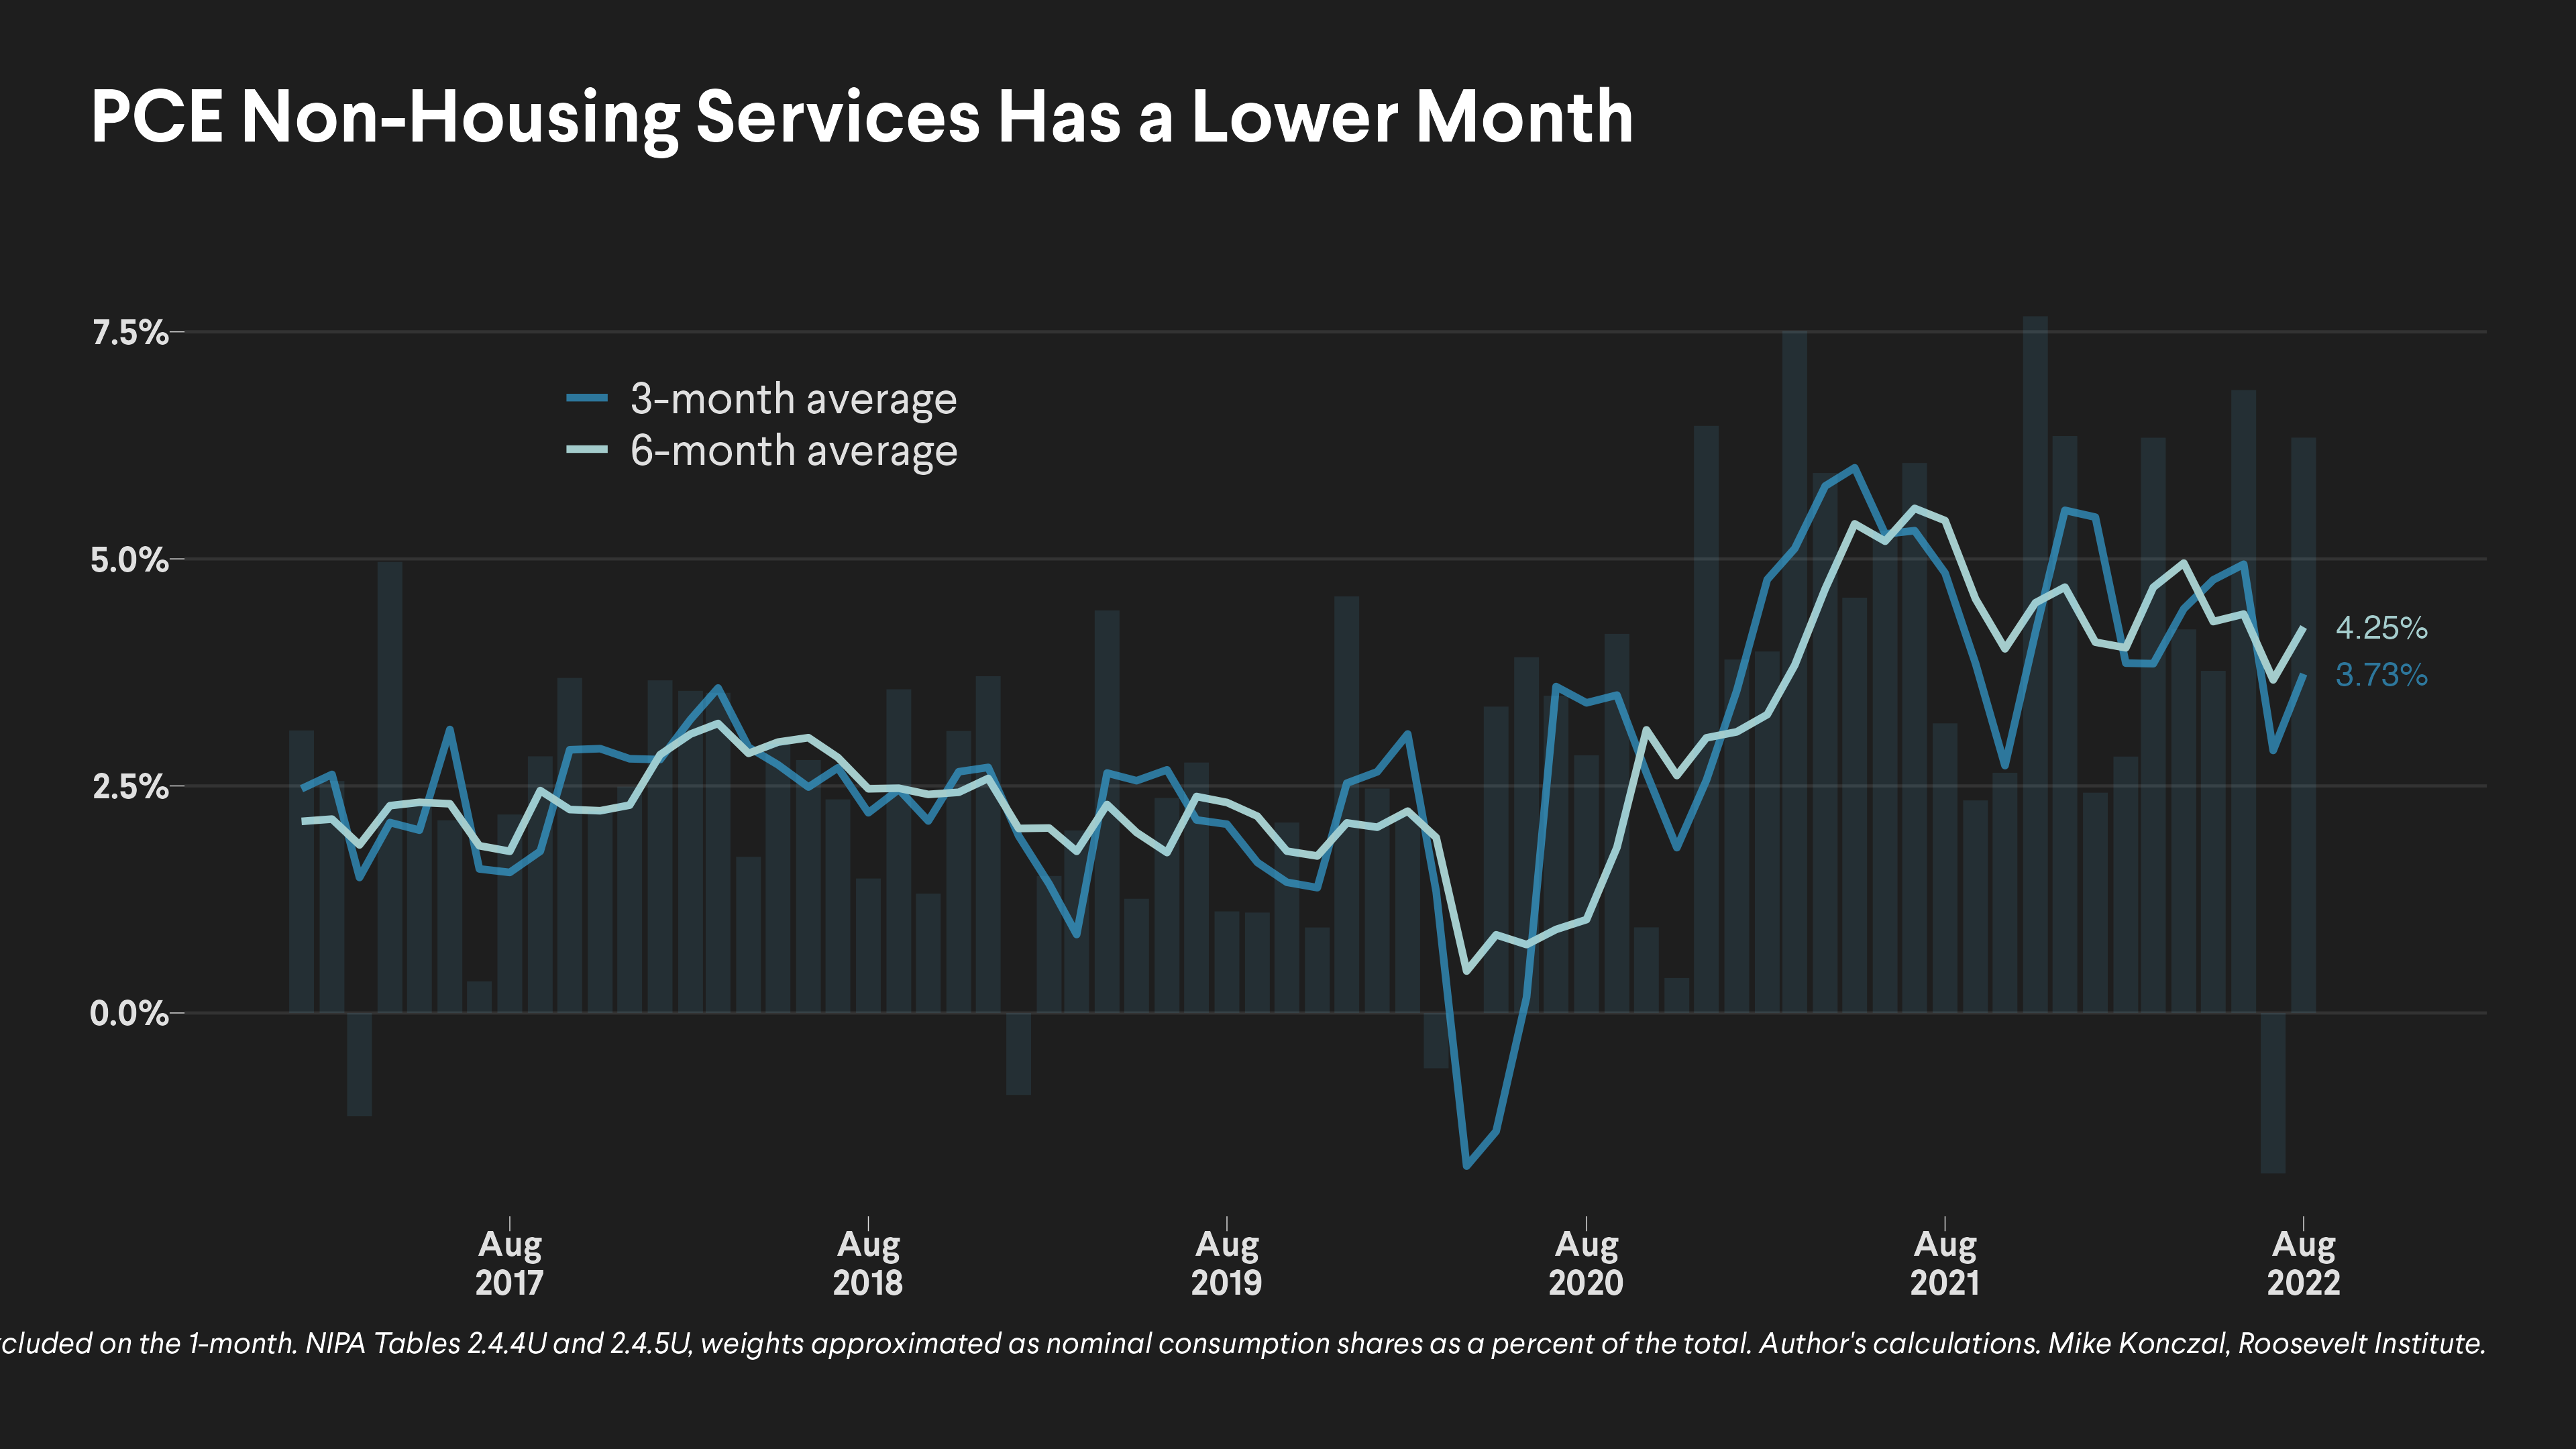 PCE Non-Housing Services Has a Lower Month
7.5%
3-month average
6-month average
5.0%
4.25%
3.73%
2.5%
0.0%
Aug
2017
Aug
2018
Aug
2019
Aug
2020
Aug
2021
Aug
2022
on the 1-month. NIPA Tables 2.4.4U and 2.4.5U, weights approximated as nominal consumption shares as a percent of the total. Author's calculations. Mike Konczal, Roosevelt Institute.